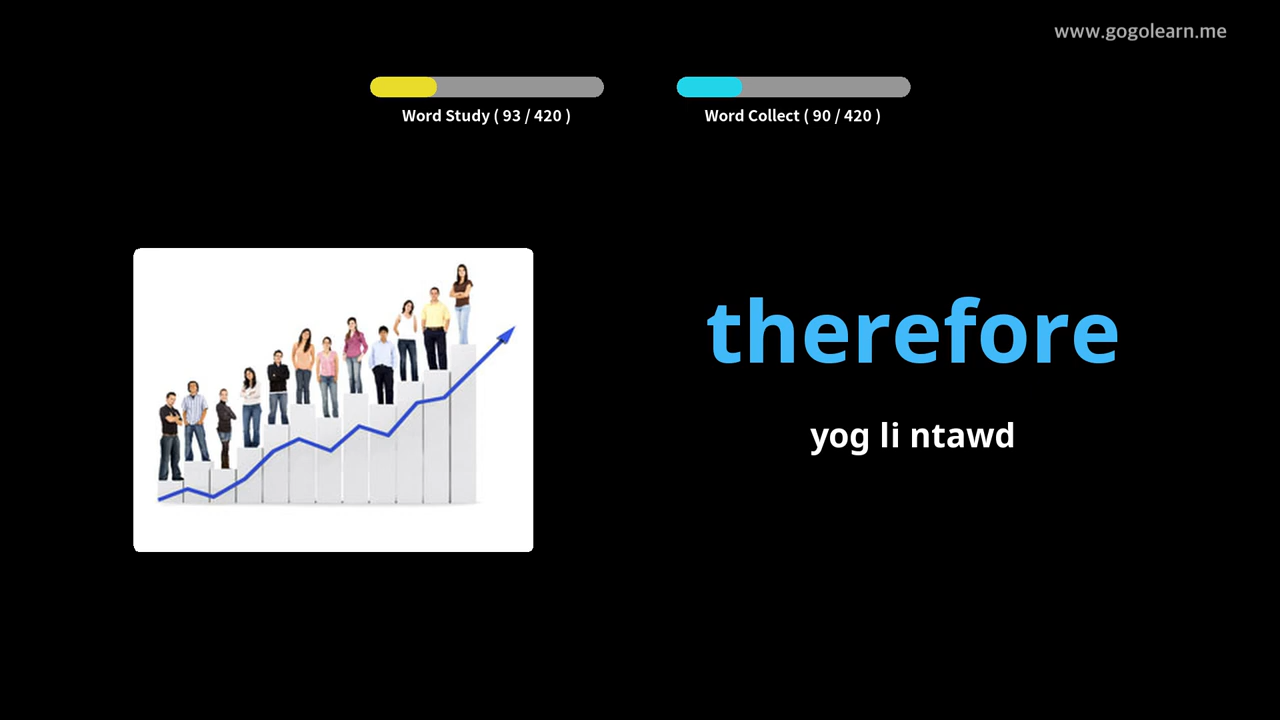 www.gogolearn.me
Word Study ( 93 / 420 )
Word Collect ( 90 / 420 )
therefore
yog li ntawd